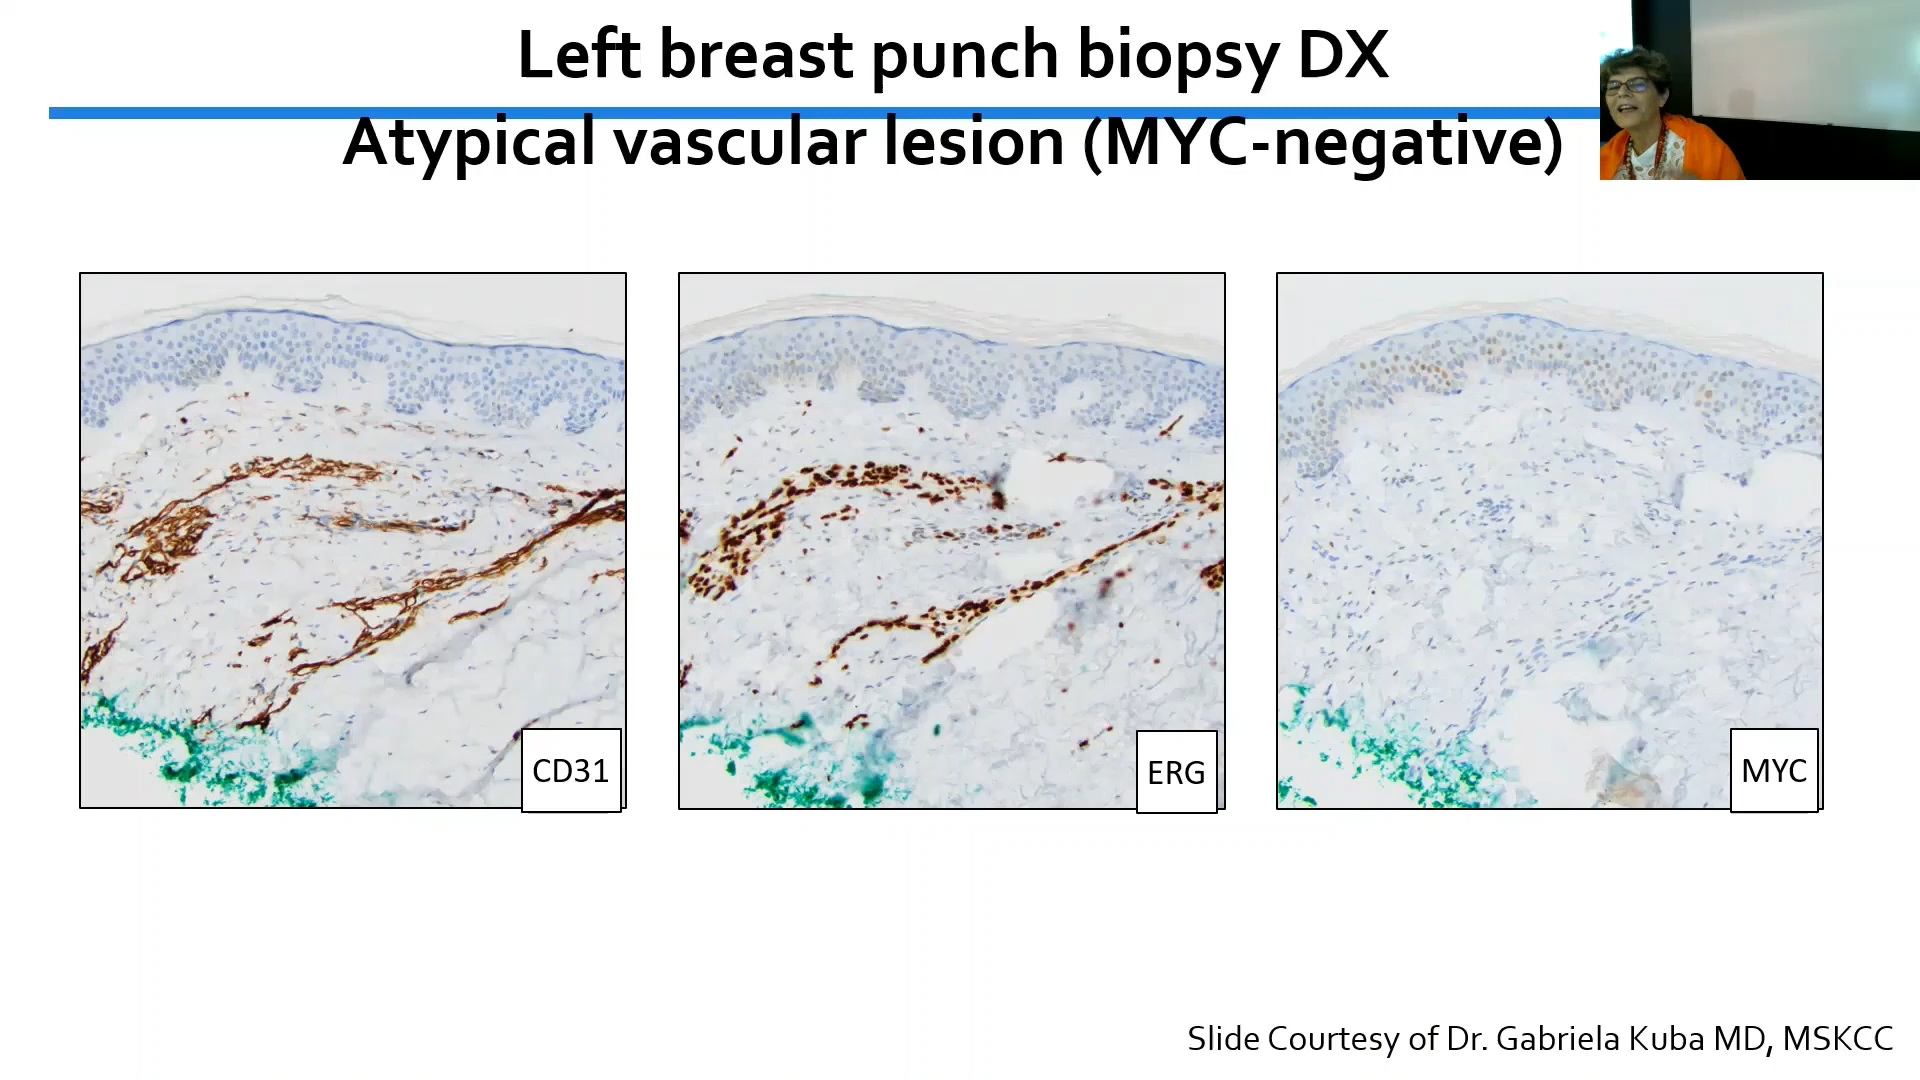 Left breast punch biopsy DX
Atypical vascular lesion (MYC-negative)
CD31
ERG
MYC
Slide Courtesy of Dr. Gabriela Kuba MD, MSKCC